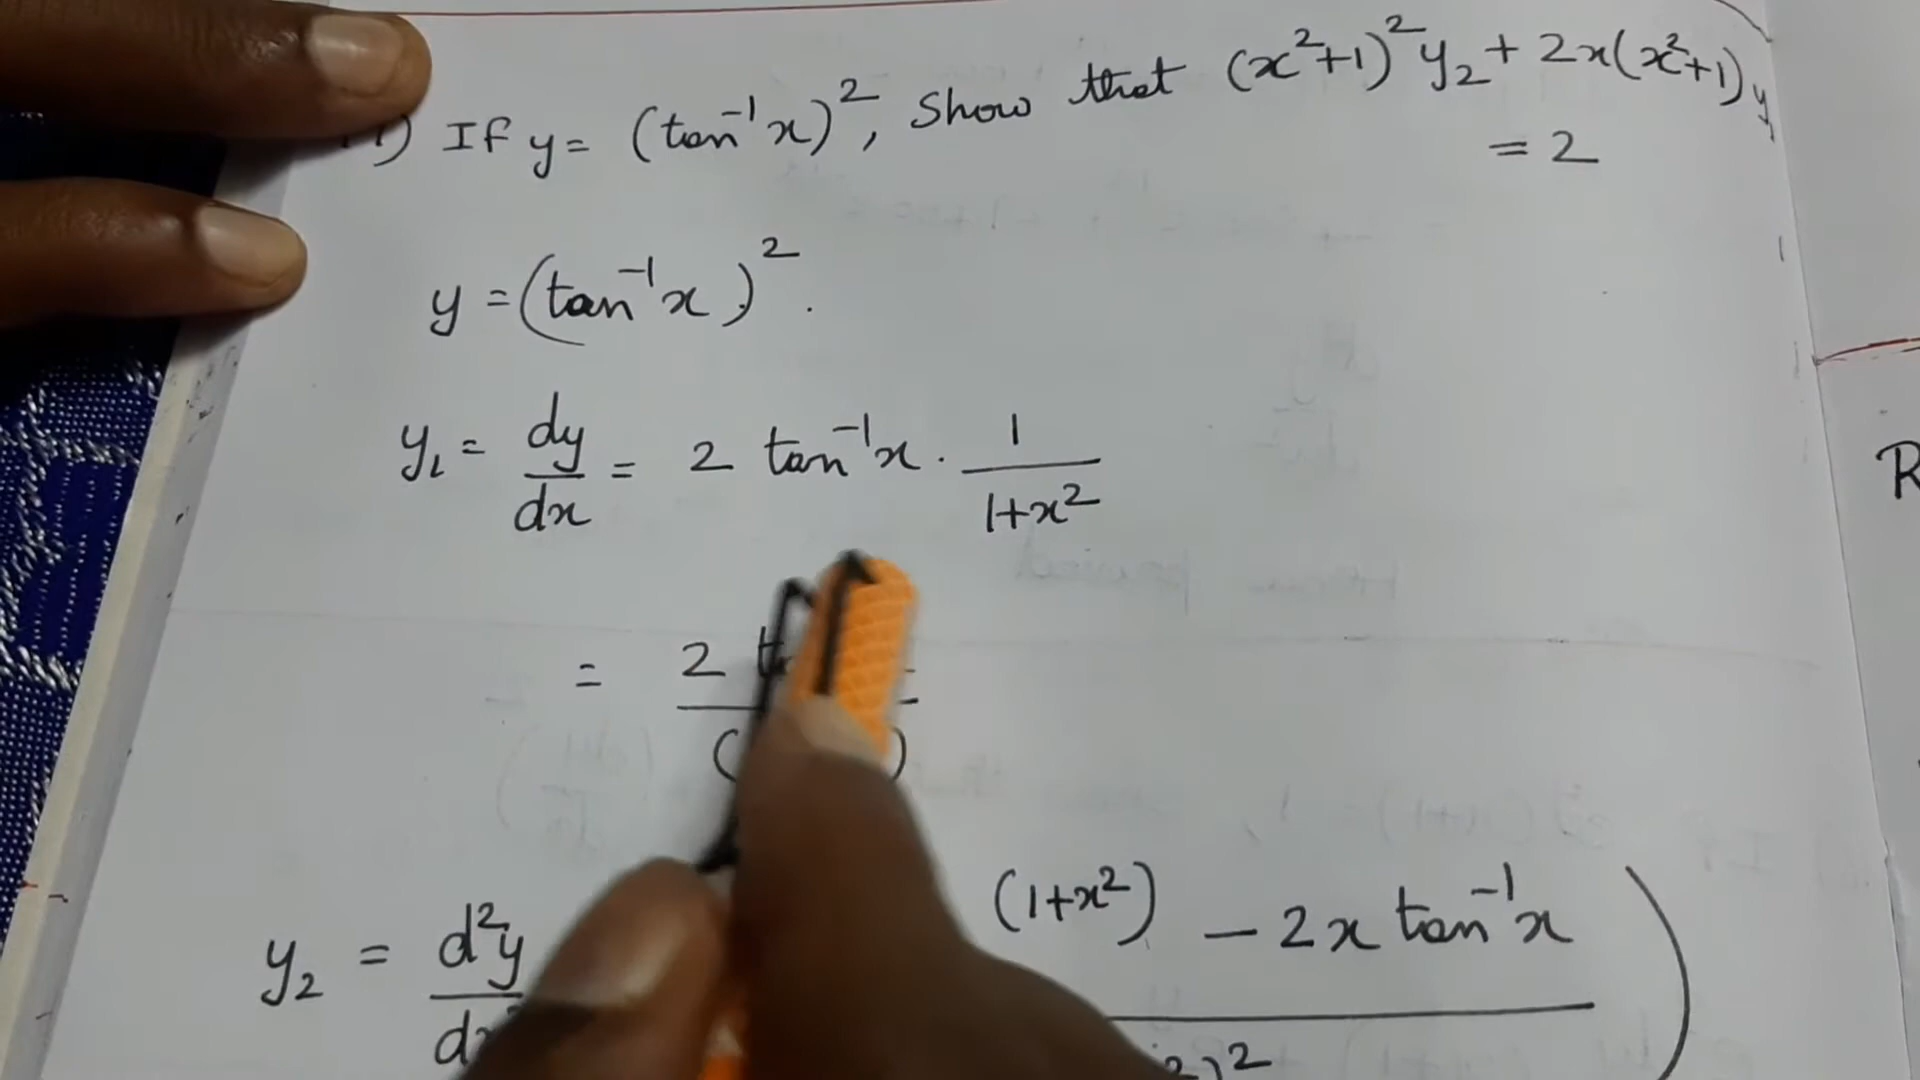 1) If y = (tan⁻¹x)², Show that (x²+1)² y₂ + 2x(x²+1) y
= 2
y = (tan⁻¹x)².
y₁ = dy/dx = 2 tan⁻¹x · 1/(1+x²)
= 2
y₂ = d²y (1+x²) − 2x tan⁻¹x